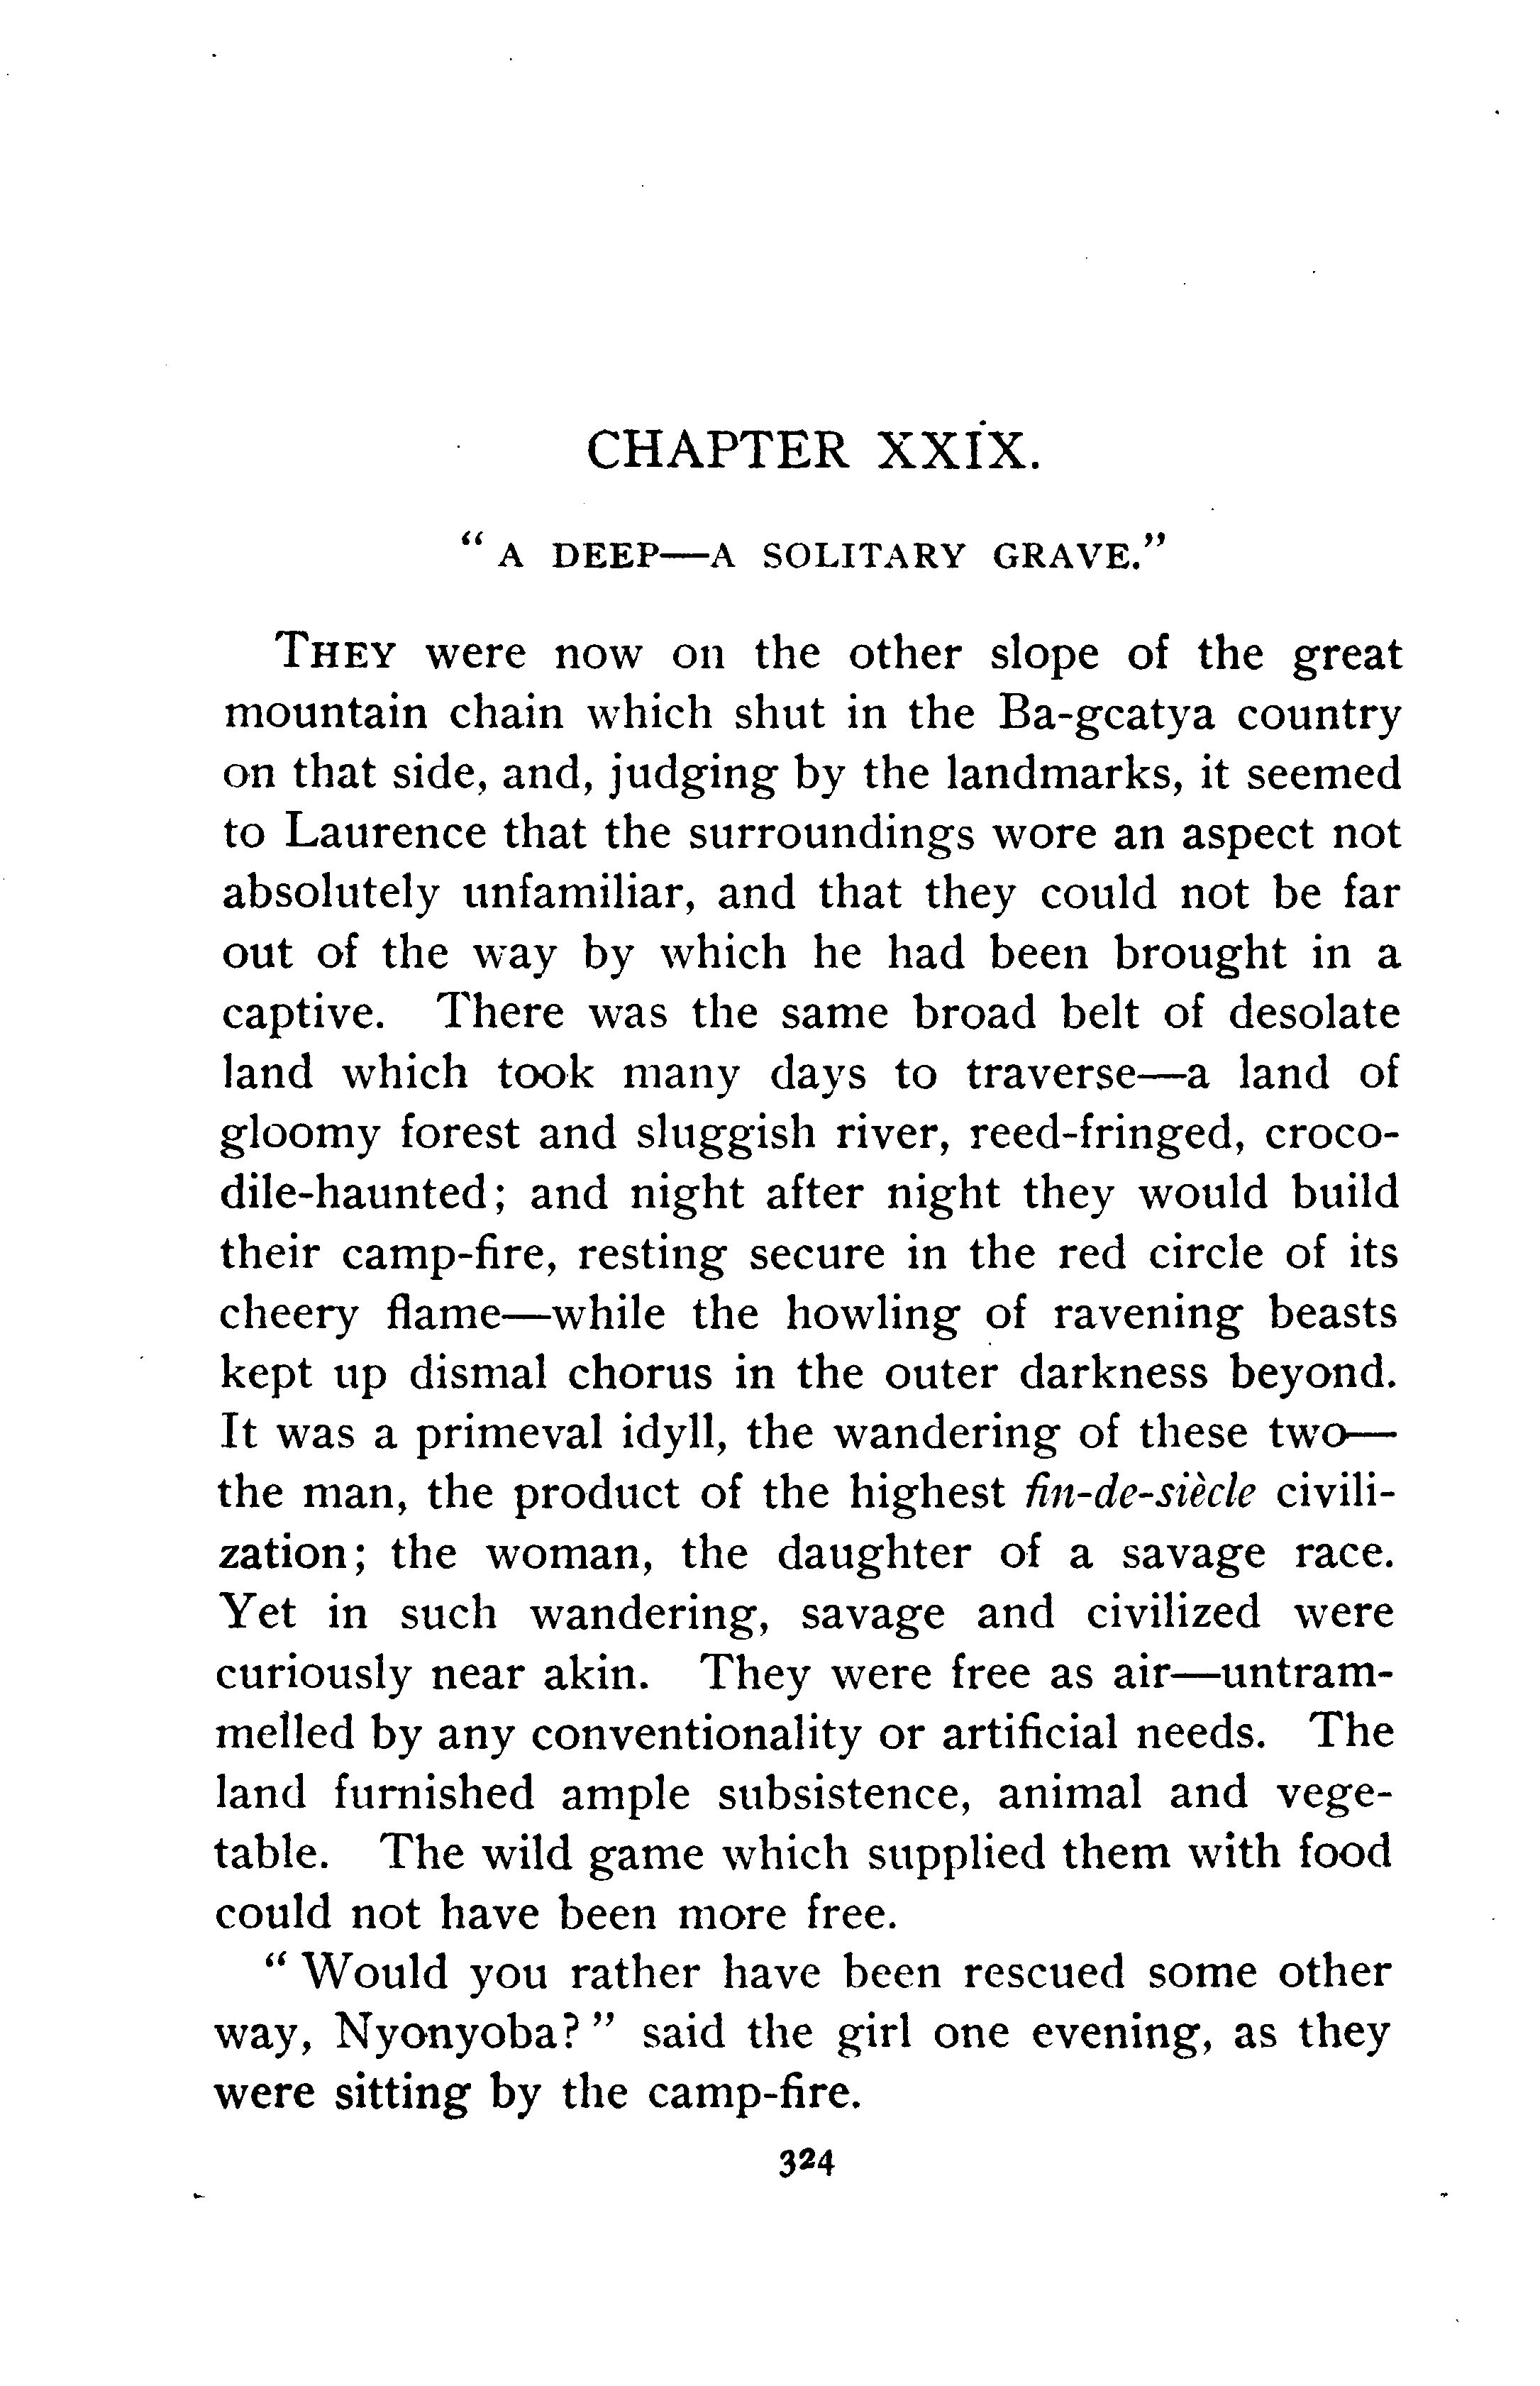 CHAPTER XXIX.
"A DEEP—A SOLITARY GRAVE."
THEY were now on the other slope of the great
mountain chain which shut in the Ba-gcatya country
on that side, and, judging by the landmarks, it seemed
to Laurence that the surroundings wore an aspect not
absolutely unfamiliar, and that they could not be far
out of the way by which he had been brought in a
captive. There was the same broad belt of desolate
land which took many days to traverse—a land of
gloomy forest and sluggish river, reed-fringed, croco-
dile-haunted; and night after night they would build
their camp-fire, resting secure in the red circle of its
cheery flame—while the howling of ravening beasts
kept up dismal chorus in the outer darkness beyond.
It was a primeval idyll, the wandering of these two—
the man, the product of the highest fin-de-siècle civili-
zation; the woman, the daughter of a savage race.
Yet in such wandering, savage and civilized were
curiously near akin. They were free as air—untram-
melled by any conventionality or artificial needs. The
land furnished ample subsistence, animal and vege-
table. The wild game which supplied them with food
could not have been more free.
"Would you rather have been rescued some other
way, Nyonyoba?" said the girl one evening, as they
were sitting by the camp-fire.
324